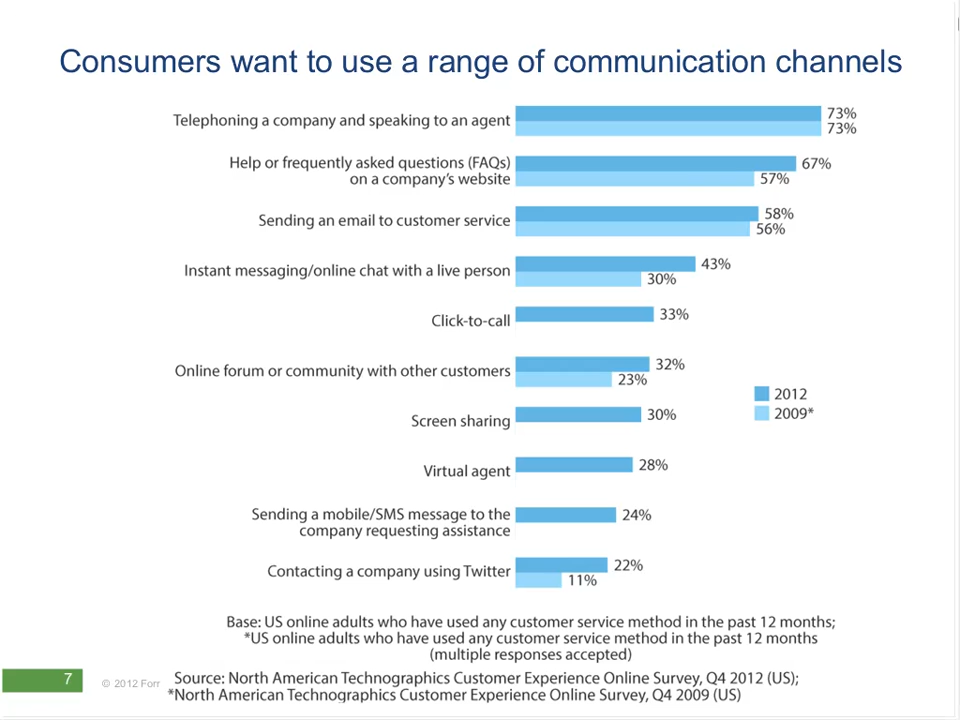 Consumers want to use a range of communication channels
Telephoning a company and speaking to an agent
73%
73%
Help or frequently asked questions (FAQs)
on a company's website
67%
57%
Sending an email to customer service
58%
56%
Instant messaging/online chat with a live person
43%
30%
Click-to-call
33%
Online forum or community with other customers
32%
23%
2012
2009*
Screen sharing
30%
Virtual agent
28%
Sending a mobile/SMS message to the
company requesting assistance
24%
Contacting a company using Twitter
22%
11%
Base: US online adults who have used any customer service method in the past 12 months;
*US online adults who have used any customer service method in the past 12 months
(multiple responses accepted)
7
© 2012 Forr
Source: North American Technographics Customer Experience Online Survey, Q4 2012 (US);
*North American Technographics Customer Experience Online Survey, Q4 2009 (US)